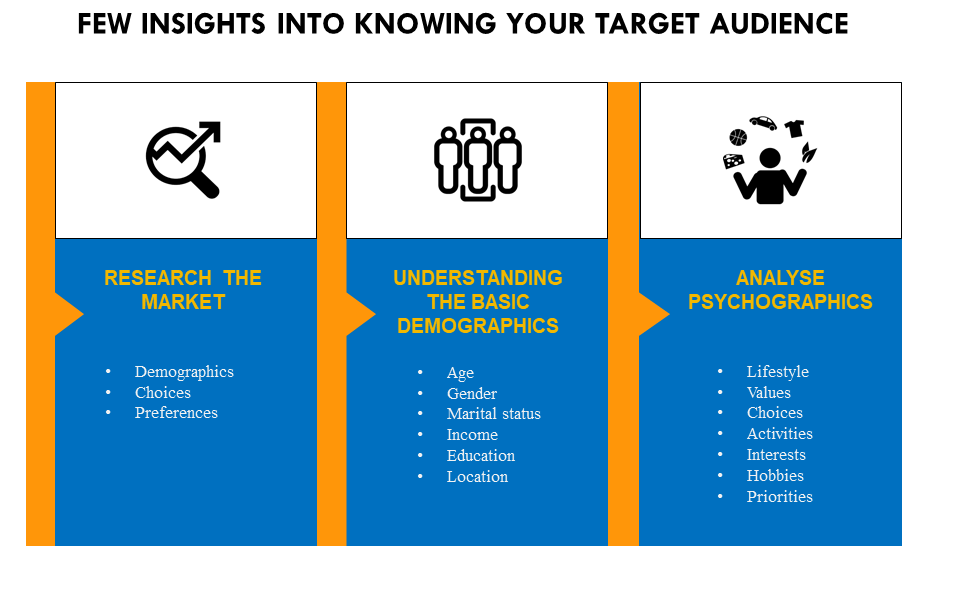 FEW INSIGHTS INTO KNOWING YOUR TARGET AUDIENCE
RESEARCH THE
MARKET
• Demographics
• Choices
• Preferences
UNDERSTANDING
THE BASIC
DEMOGRAPHICS
• Age
• Gender
• Marital status
• Income
• Education
• Location
ANALYSE
PSYCHOGRAPHICS
• Lifestyle
• Values
• Choices
• Activities
• Interests
• Hobbies
• Priorities